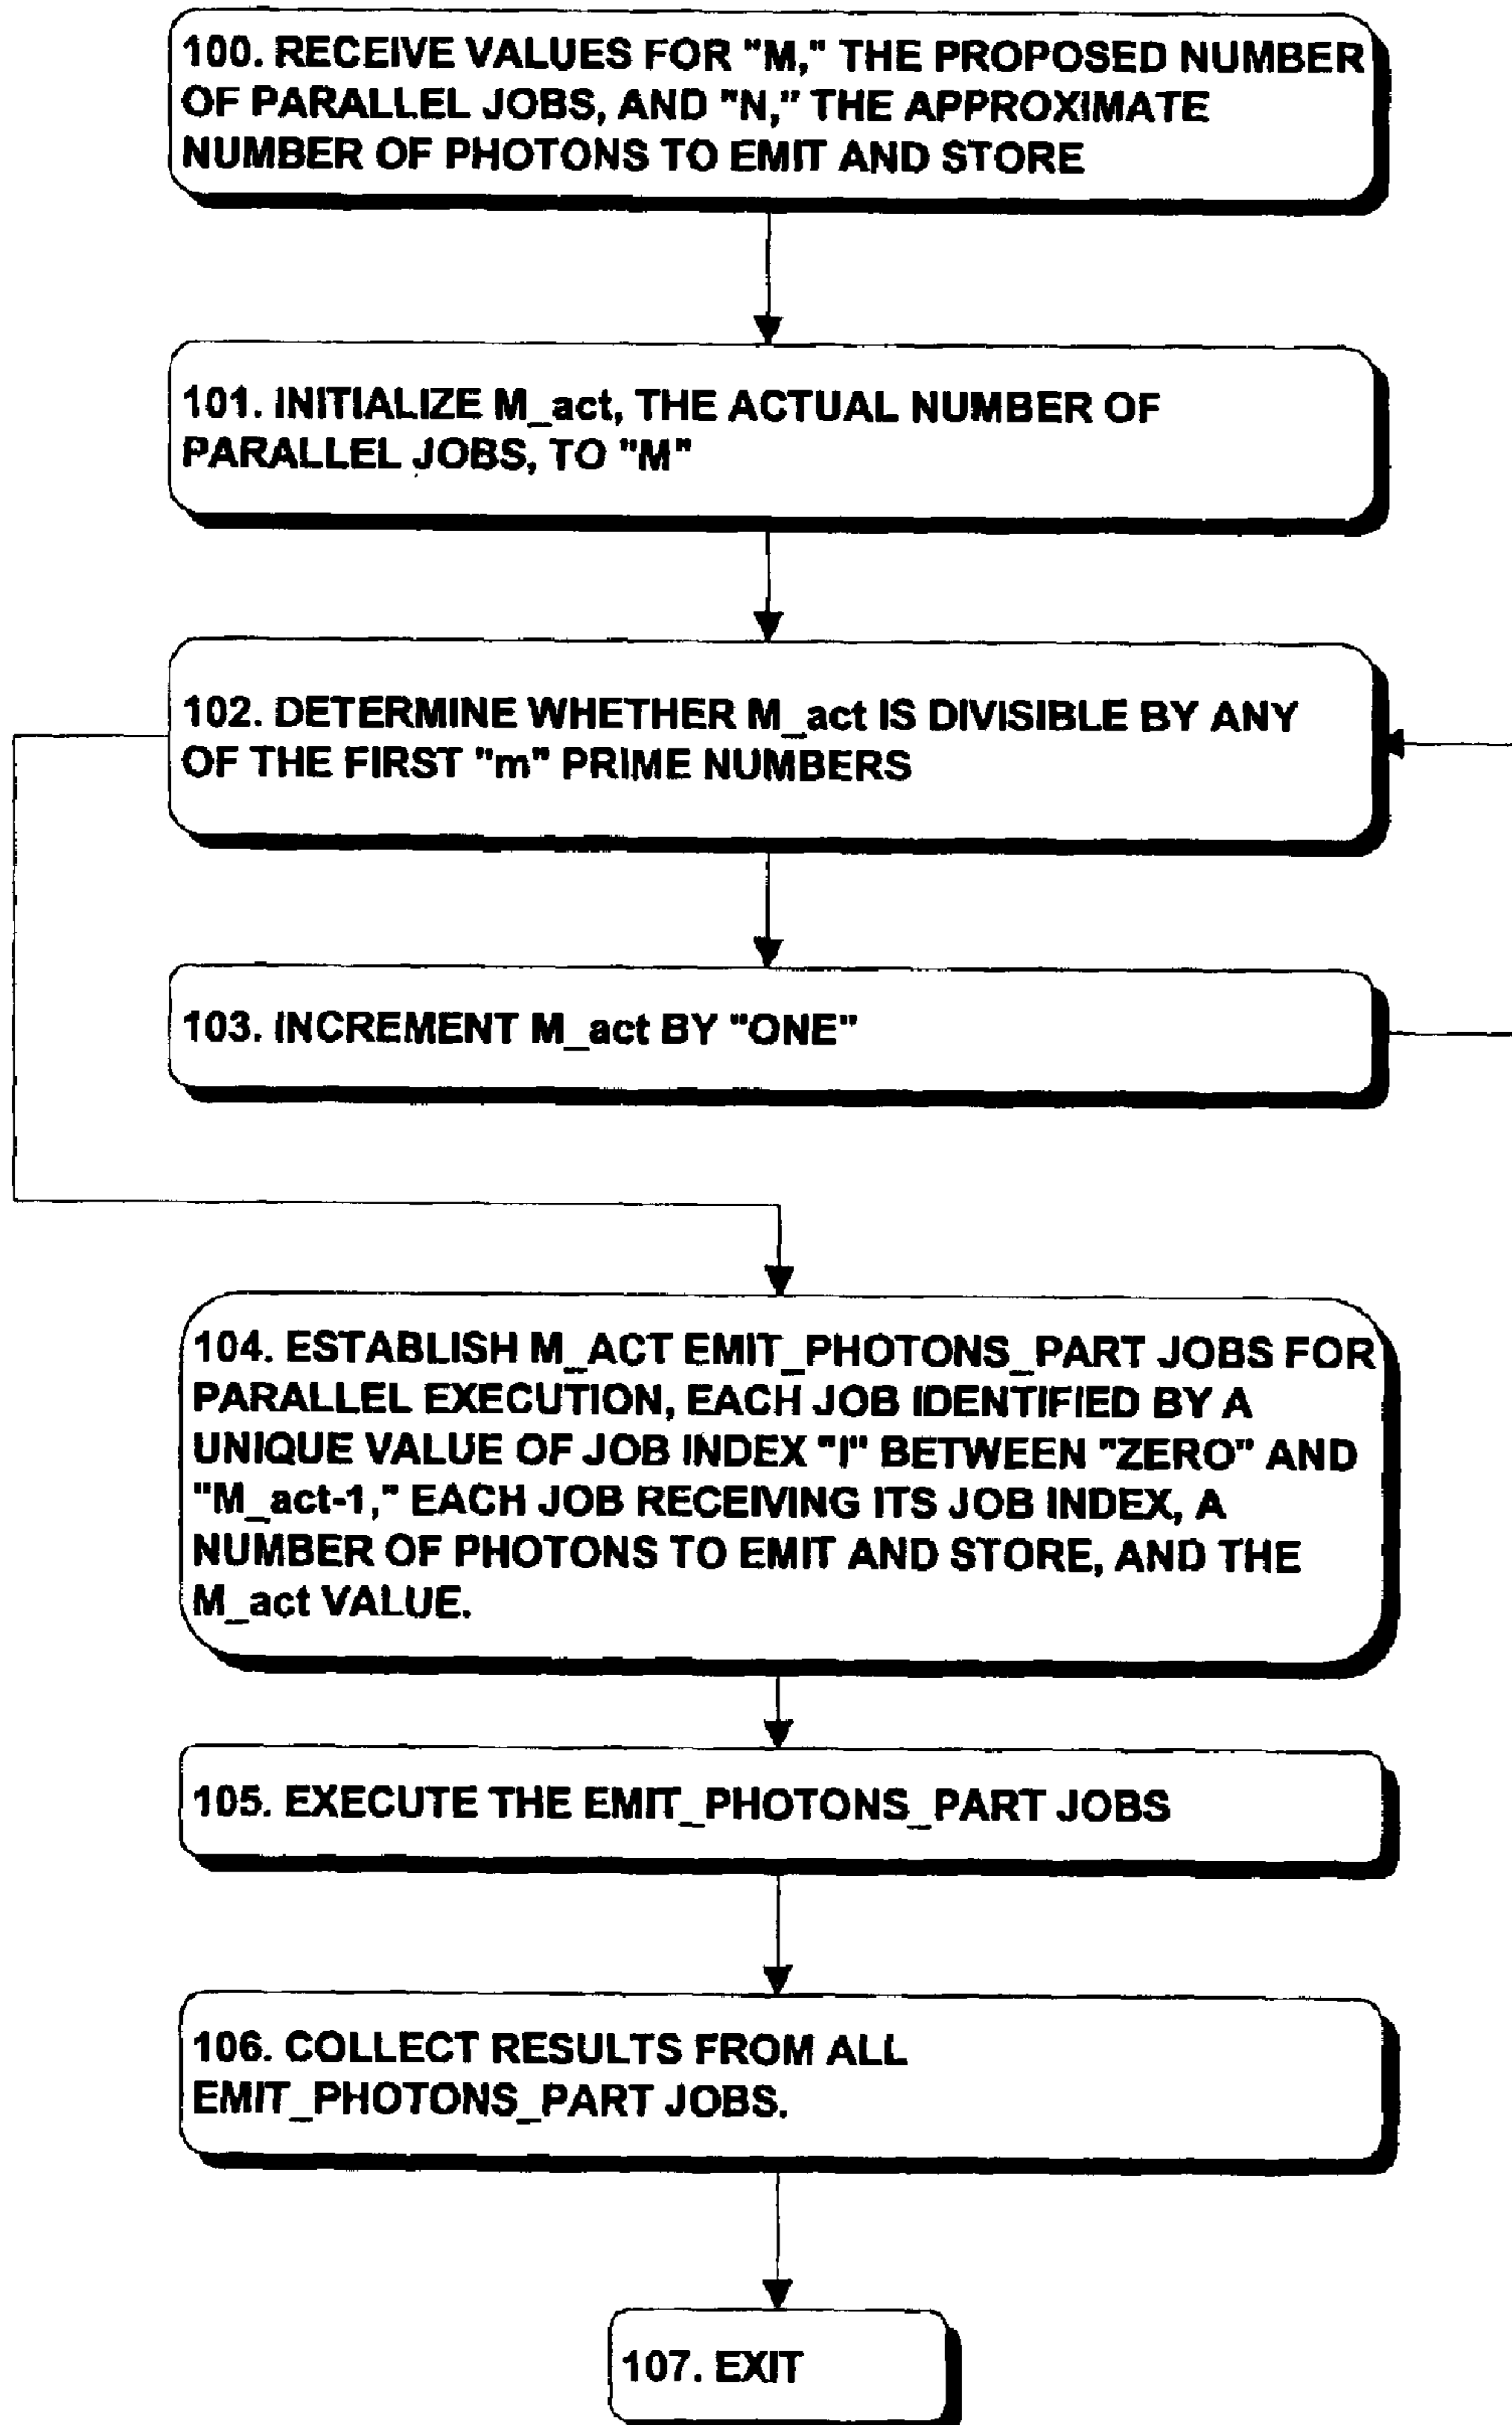 100. RECEIVE VALUES FOR "M," THE PROPOSED NUMBER
OF PARALLEL JOBS, AND "N," THE APPROXIMATE
NUMBER OF PHOTONS TO EMIT AND STORE
101. INITIALIZE M_act, THE ACTUAL NUMBER OF
PARALLEL JOBS, TO "M"
102. DETERMINE WHETHER M_act IS DIVISIBLE BY ANY
OF THE FIRST "m" PRIME NUMBERS
103. INCREMENT M_act BY "ONE"
104. ESTABLISH M_ACT EMIT_PHOTONS_PART JOBS FOR
PARALLEL EXECUTION, EACH JOB IDENTIFIED BY A
UNIQUE VALUE OF JOB INDEX "I" BETWEEN "ZERO" AND
"M_act-1," EACH JOB RECEIVING ITS JOB INDEX, A
NUMBER OF PHOTONS TO EMIT AND STORE, AND THE
M_act VALUE.
105. EXECUTE THE EMIT_PHOTONS_PART JOBS
106. COLLECT RESULTS FROM ALL
EMIT_PHOTONS_PART JOBS.
107. EXIT